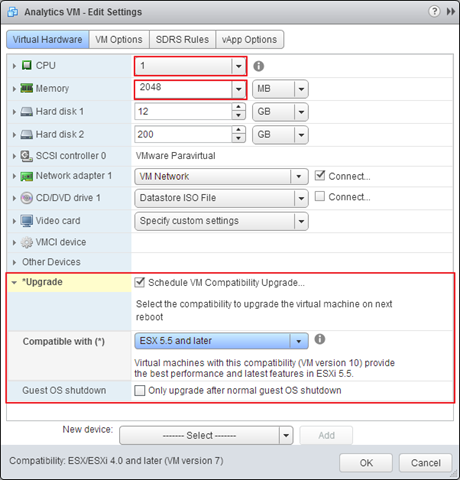 Analytics VM - Edit Settings
Virtual Hardware VM Options SDRS Rules vApp Options
CPU 1
Memory 2048 MB
Hard disk 1 12 GB
Hard disk 2 200 GB
SCSI controller 0 VMware Paravirtual
Network adapter 1 VM Network Connect...
CD/DVD drive 1 Datastore ISO File Connect...
Video card Specify custom settings
VMCI device
Other Devices
*Upgrade Schedule VM Compatibility Upgrade...
Select the compatibility to upgrade the virtual machine on next
reboot
Compatible with (*) ESX 5.5 and later
Virtual machines with this compatibility (VM version 10) provide
the best performance and latest features in ESXi 5.5.
Guest OS shutdown Only upgrade after normal guest OS shutdown
New device: ------- Select ------- Add
Compatibility: ESX/ESXi 4.0 and later (VM version 7) OK Cancel